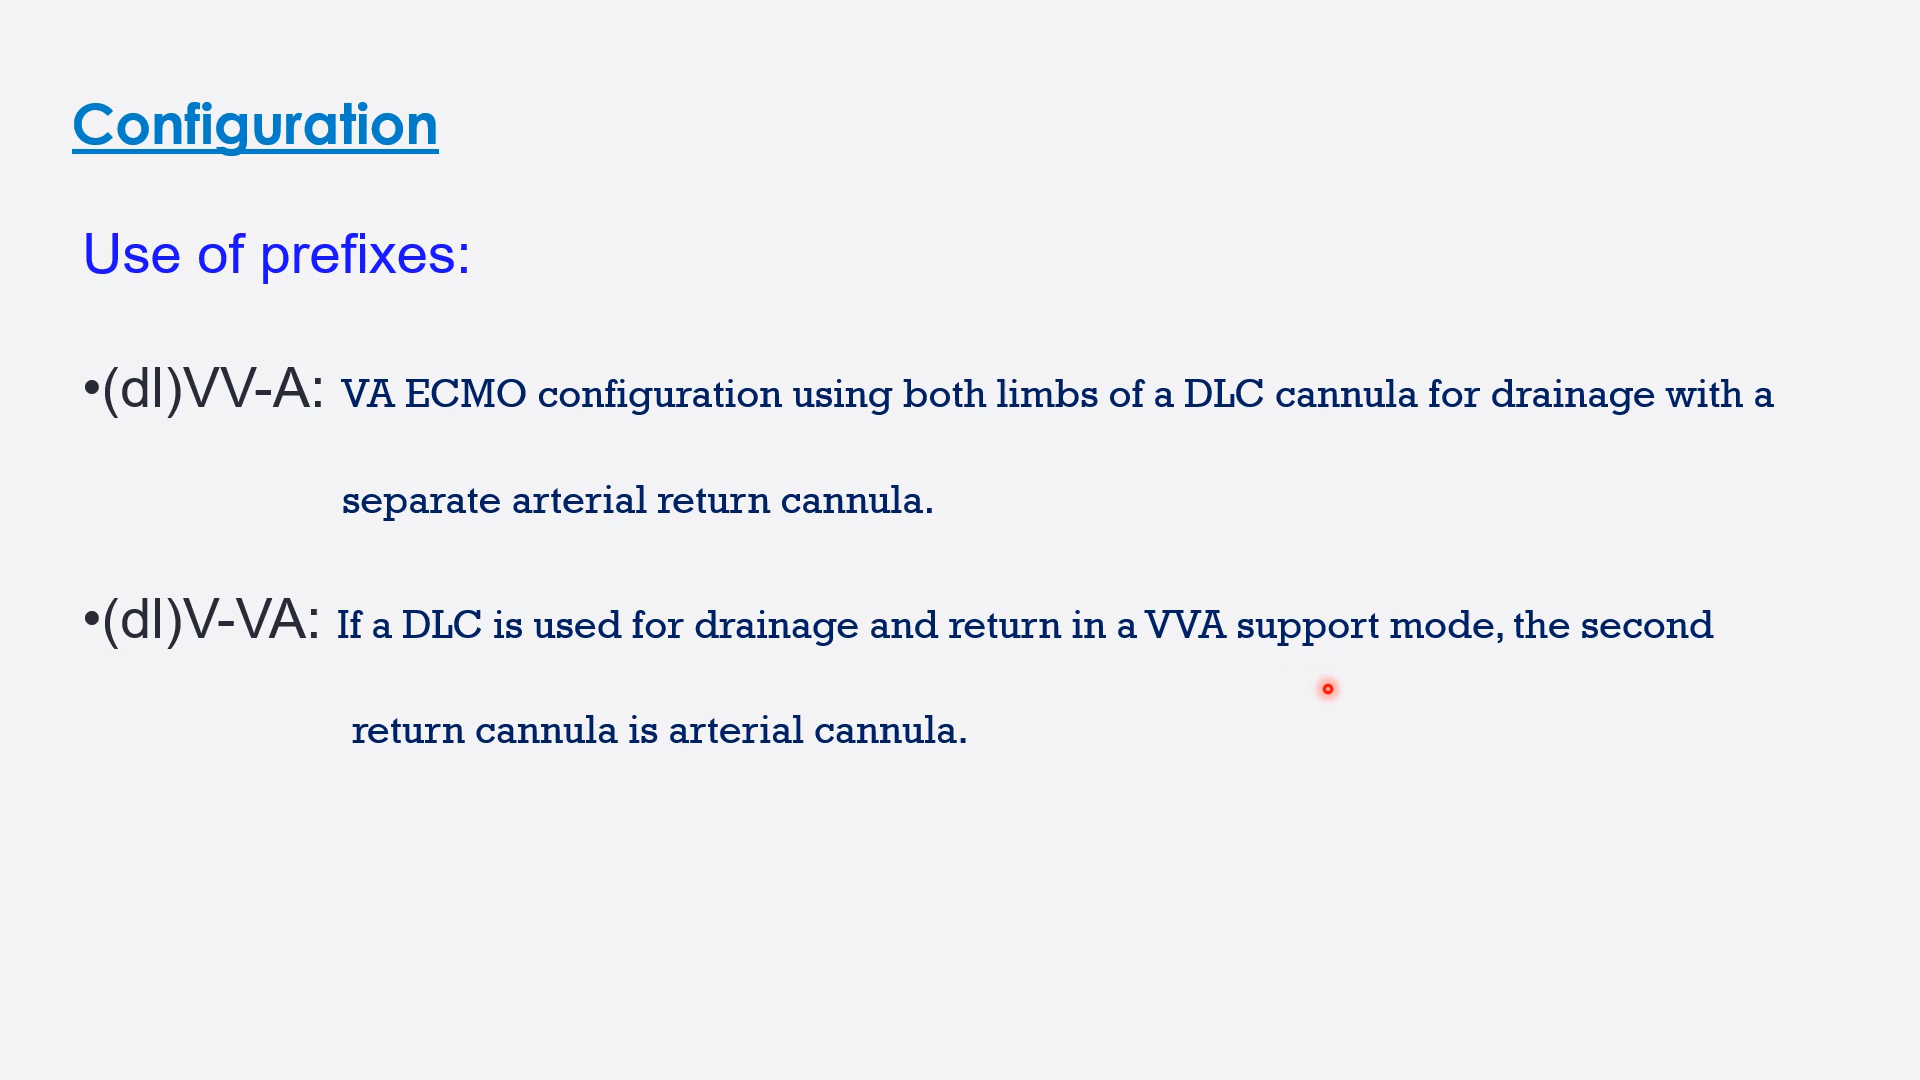 Configuration
Use of prefixes:
•(dl)VV-A: VA ECMO configuration using both limbs of a DLC cannula for drainage with a
separate arterial return cannula.
•(dl)V-VA: If a DLC is used for drainage and return in a VVA support mode, the second
return cannula is arterial cannula.